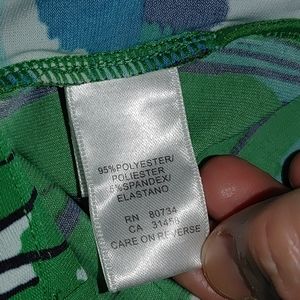 95%POLYESTER/
POLIESTER
5%SPANDEX/
ELASTANO
RN 80734
CA 31458
CARE ON REVERSE